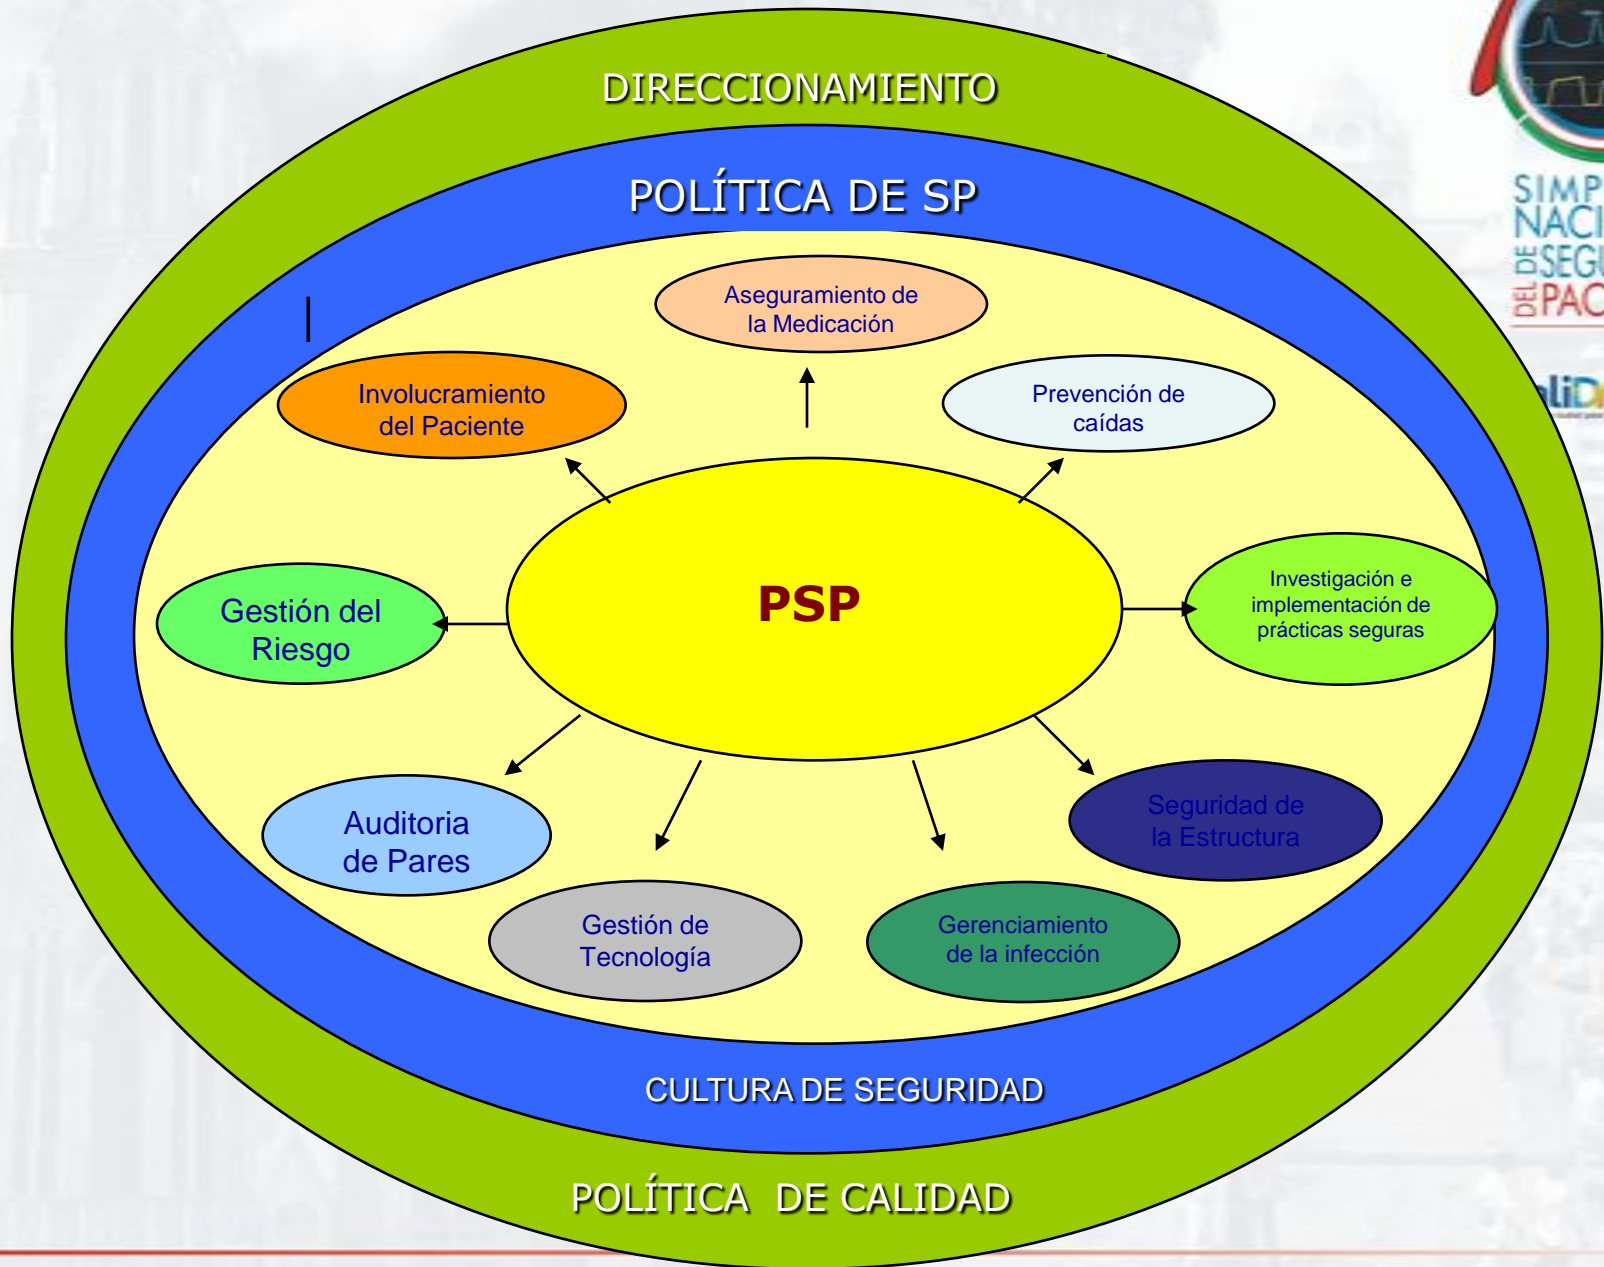 DIRECCIONAMIENTO
POLÍTICA DE SP
Aseguramiento de
la Medicación
Involucramiento
del Paciente
Prevención de
caídas
PSP
Gestión del
Riesgo
Investigación e
implementación de
prácticas seguras
Auditoria
de Pares
Seguridad de
la Estructura
Gestión de
Tecnología
Gerenciamiento
de la infección
CULTURA DE SEGURIDAD
POLÍTICA  DE CALIDAD
DE
DEL